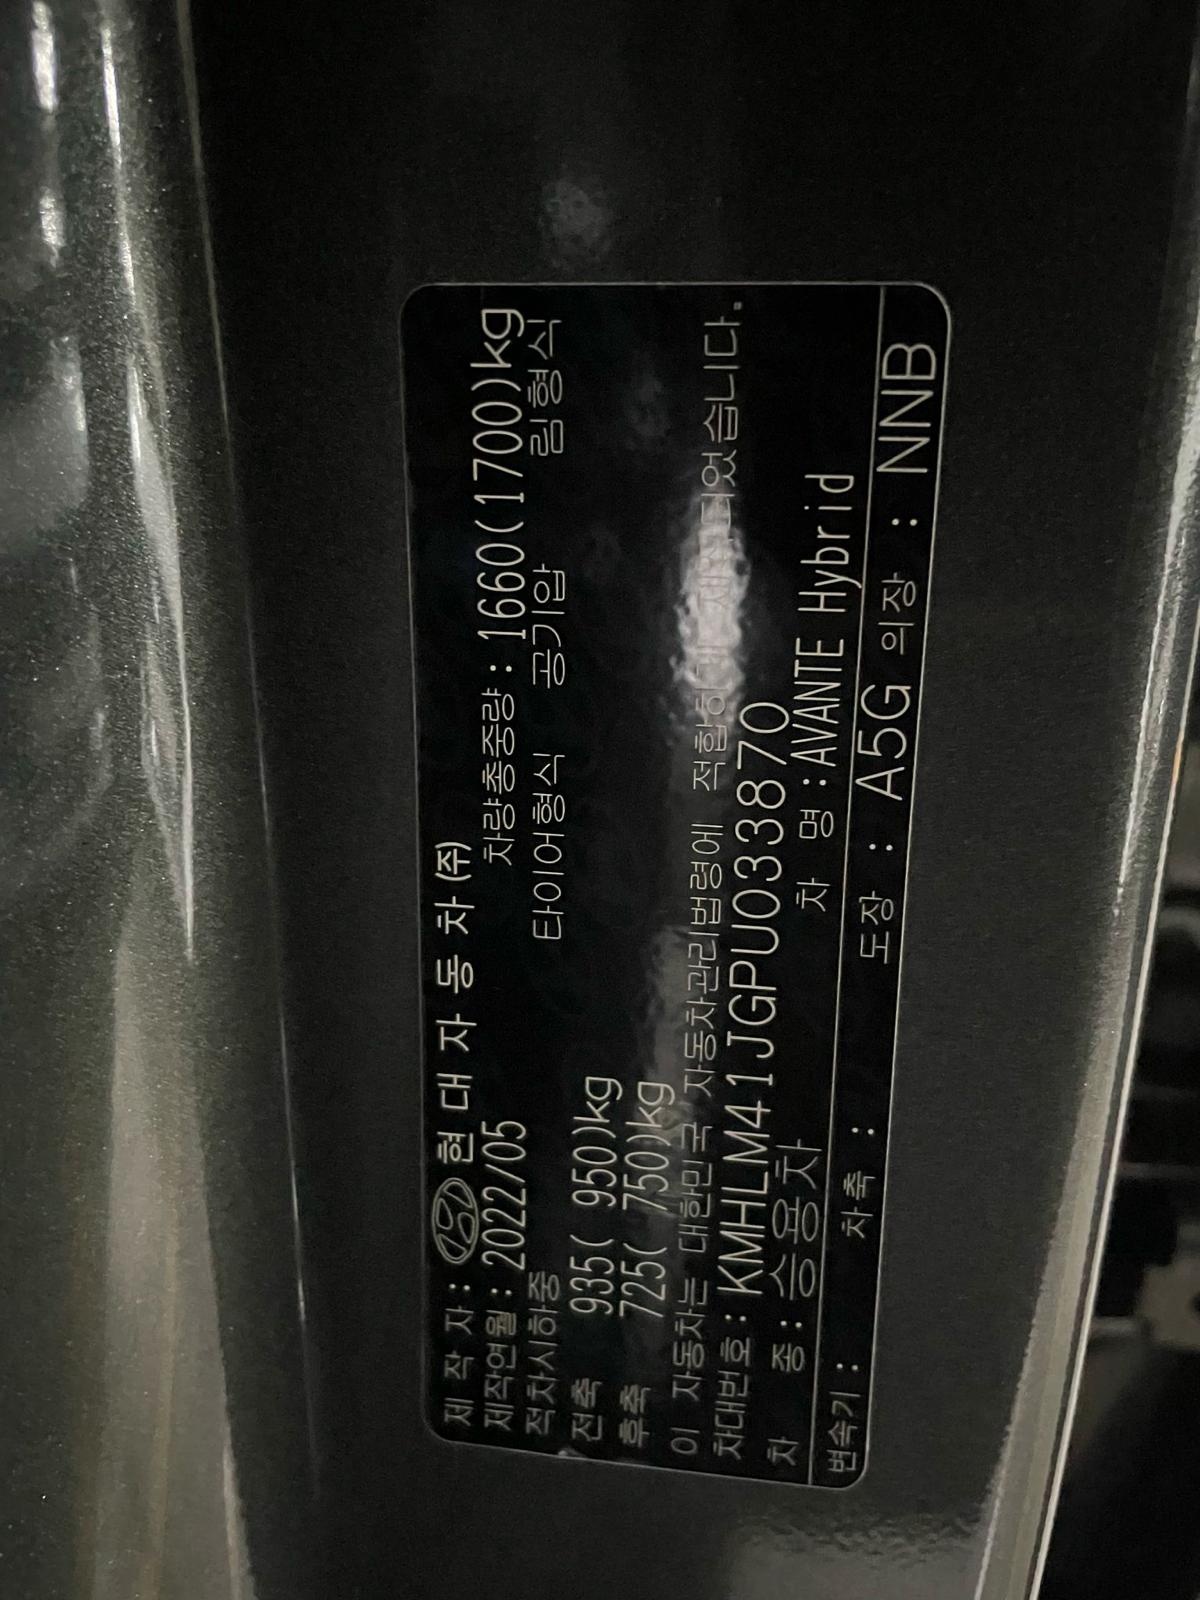 제 작 자 : 현 대 자 동 차 (주)
제작연월 : 2022/05 차량총중량 : 1660(1700)kg
적차시하중 타이어형식 공기압 림형식
전축 935( 950)kg
후축 725( 750)kg
이 자동차는 대한민국 자동차관리법령에 적합하게 제작되었습니다.
차대번호 : KMHLM41JGPU033870
차 종 : 승용차 차 명 : AVANTE Hybrid
변속기 : 차축 : 도장 : A5G 의장 : NNB